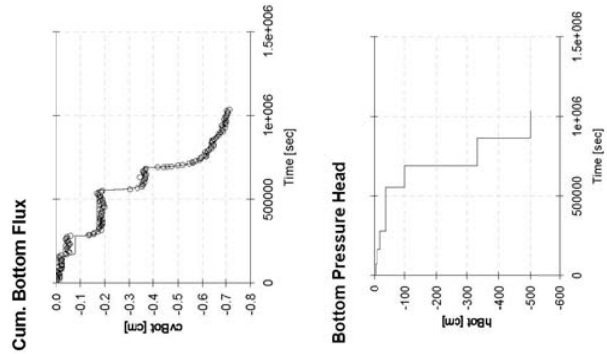 Cum. Bottom Flux
cvBot [cm]
0.0
-0.1
-0.2
-0.3
-0.4
-0.5
-0.6
-0.7
-0.8
0
500000
1e+006
1.5e+006
Time [sec]
Bottom Pressure Head
hBot [cm]
0
-100
-200
-300
-400
-500
-600
0
500000
1e+006
1.5e+006
Time [sec]